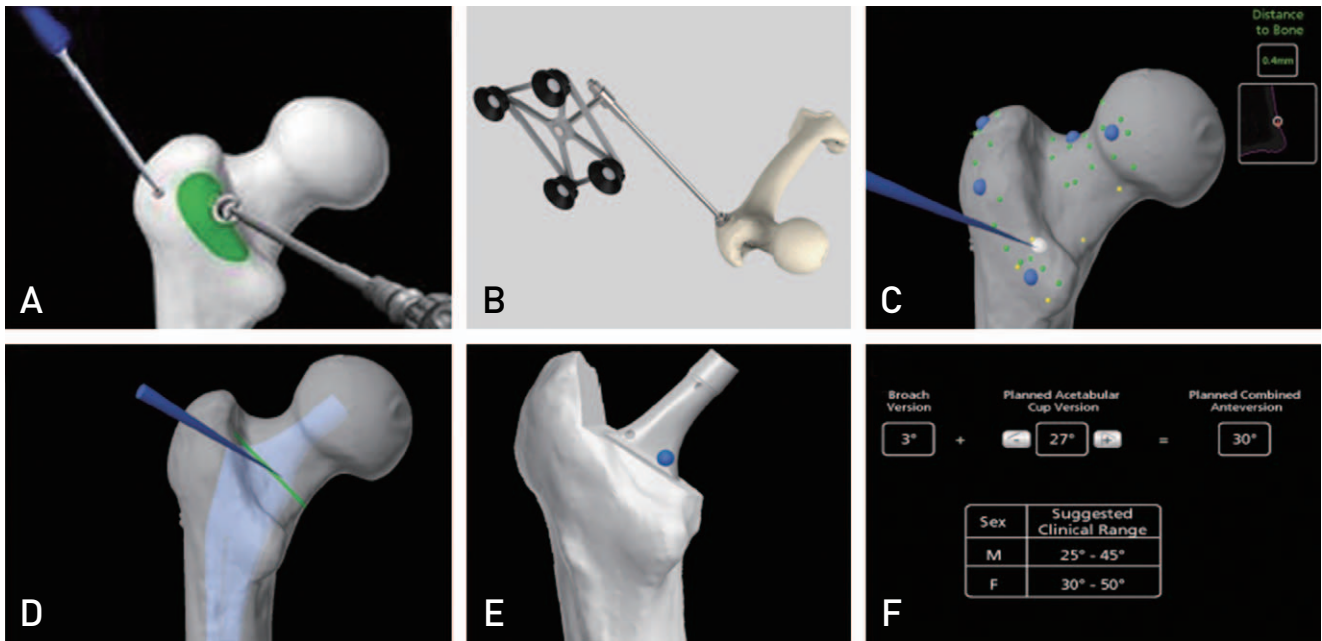 A
B
C
Distance
to Bone
0.4mm
D
E
F
Broach
Version
3°
+
Planned Acetabular
Cup Version
27°
=
Planned Combined
Anteversion
30°
Sex
Suggested
Clinical Range
M
25° - 45°
F
30° - 50°